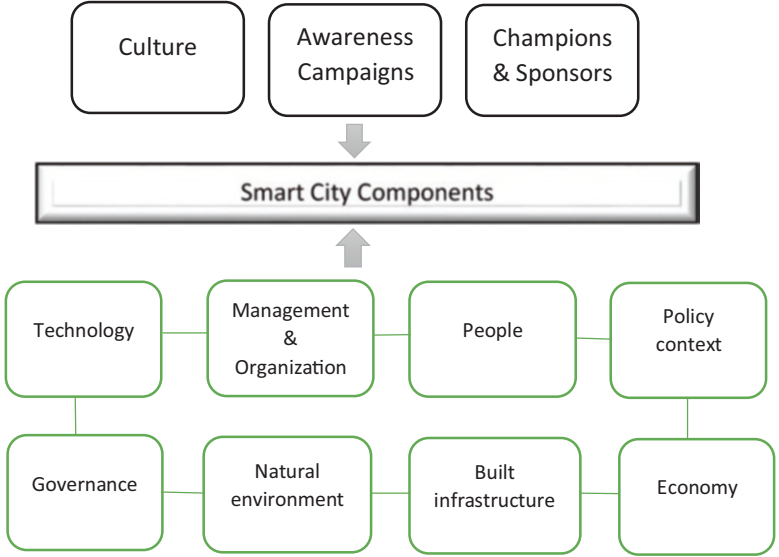 Culture
Awareness
Campaigns
Champions
& Sponsors
Smart City Components
Technology
Management
&
Organization
People
Policy
context
Governance
Natural
environment
Built
infrastructure
Economy